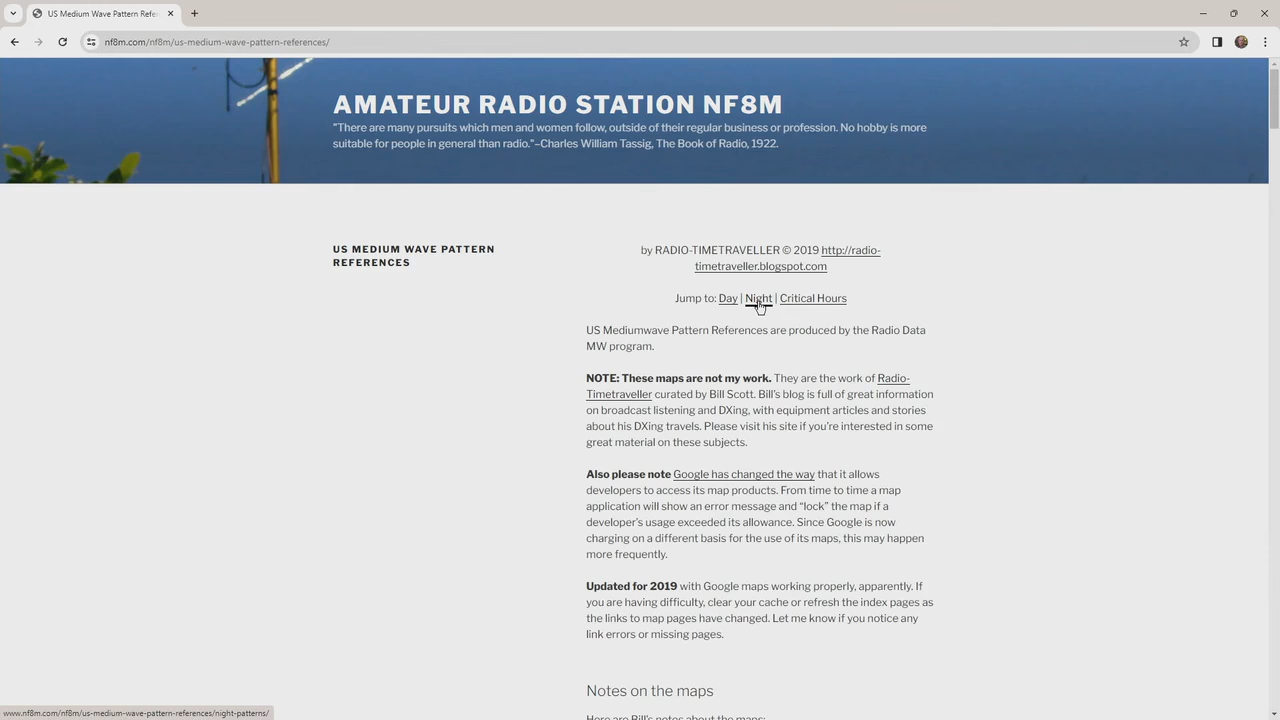 US Medium Wave Pattern Refe
nf8m.com/nf8m/us-medium-wave-pattern-references/
AMATEUR RADIO STATION NF8M
"There are many pursuits which men and women follow, outside of their regular business or profession. No hobby is more
suitable for people in general than radio."–Charles William Tassig, The Book of Radio, 1922.
US MEDIUM WAVE PATTERN
REFERENCES
by RADIO-TIMETRAVELLER © 2019 http://radio-
timetraveller.blogspot.com
Jump to: Day | Night | Critical Hours
US Mediumwave Pattern References are produced by the Radio Data
MW program.
NOTE: These maps are not my work. They are the work of Radio-
Timetraveller curated by Bill Scott. Bill's blog is full of great information
on broadcast listening and DXing, with equipment articles and stories
about his DXing travels. Please visit his site if you're interested in some
great material on these subjects.
Also please note Google has changed the way that it allows
developers to access its map products. From time to time a map
application will show an error message and “lock” the map if a
developer's usage exceeded its allowance. Since Google is now
charging on a different basis for the use of its maps, this may happen
more frequently.
Updated for 2019 with Google maps working properly, apparently. If
you are having difficulty, clear your cache or refresh the index pages as
the links to map pages have changed. Let me know if you notice any
link errors or missing pages.
Notes on the maps
Here are Bill's notes about the maps:
www.nf8m.com/nf8m/us-medium-wave-pattern-references/night-patterns/